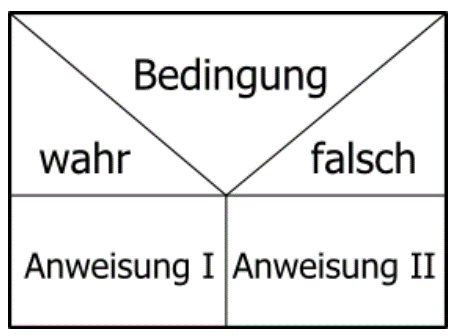 Bedingung
wahr falsch
Anweisung I Anweisung II